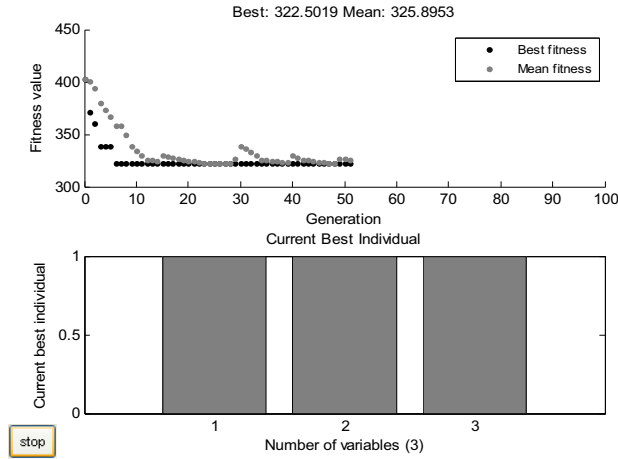 Best: 322.5019 Mean: 325.8953
450
400
350
300
Fitness value
Best fitness
Mean fitness
0 10 20 30 40 50 60 70 80 90 100
Generation
Current Best Individual
1
0.5
0
Current best individual
1 2 3
Number of variables (3)
stop